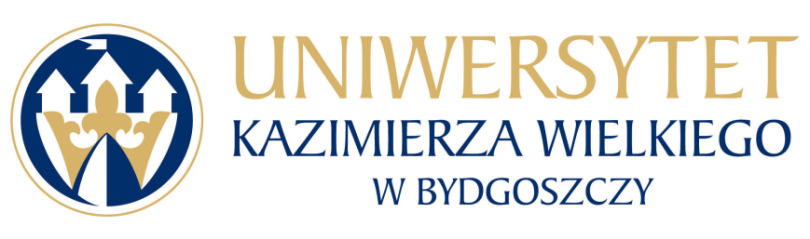 UNIWERSYTET
KAZIMIERZA WIELKIEGO
W BYDGOSZCZY